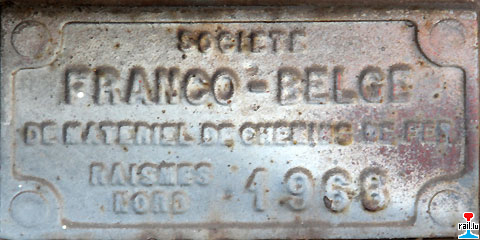 SOCIETE
FRANCO-BELGE
DE MATERIEL DE CHEMINS DE FER
RAISMES
NORD
1968
rail.lu